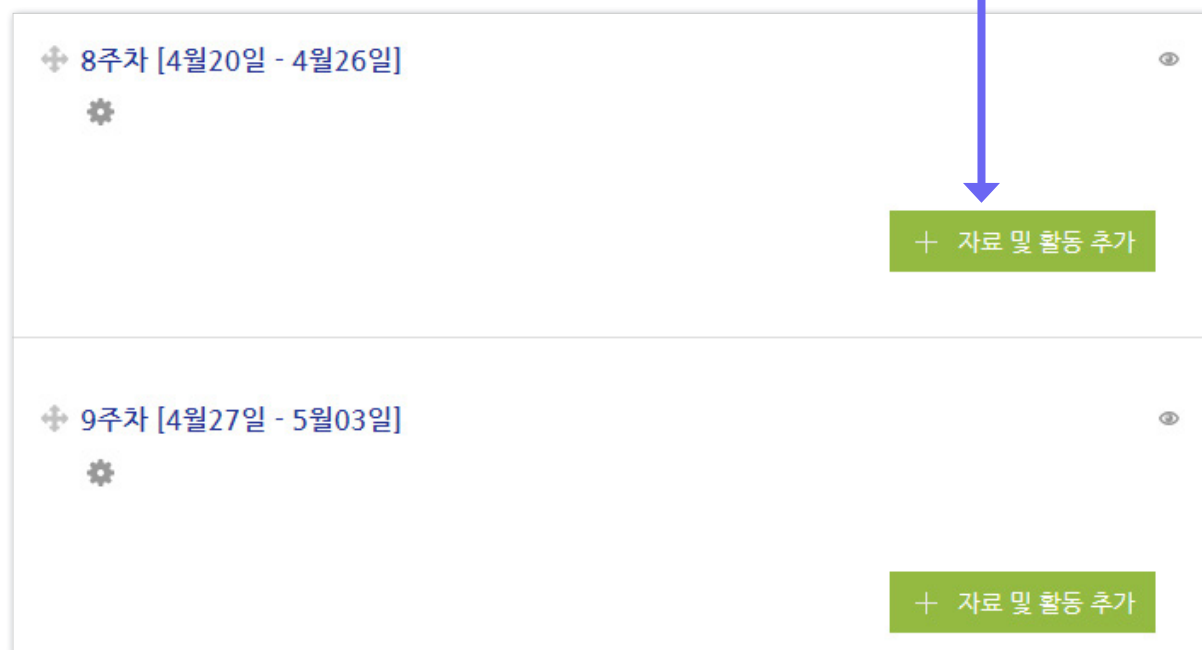 8주차 [4월20일 - 4월26일]
+ 자료 및 활동 추가
9주차 [4월27일 - 5월03일]
+ 자료 및 활동 추가